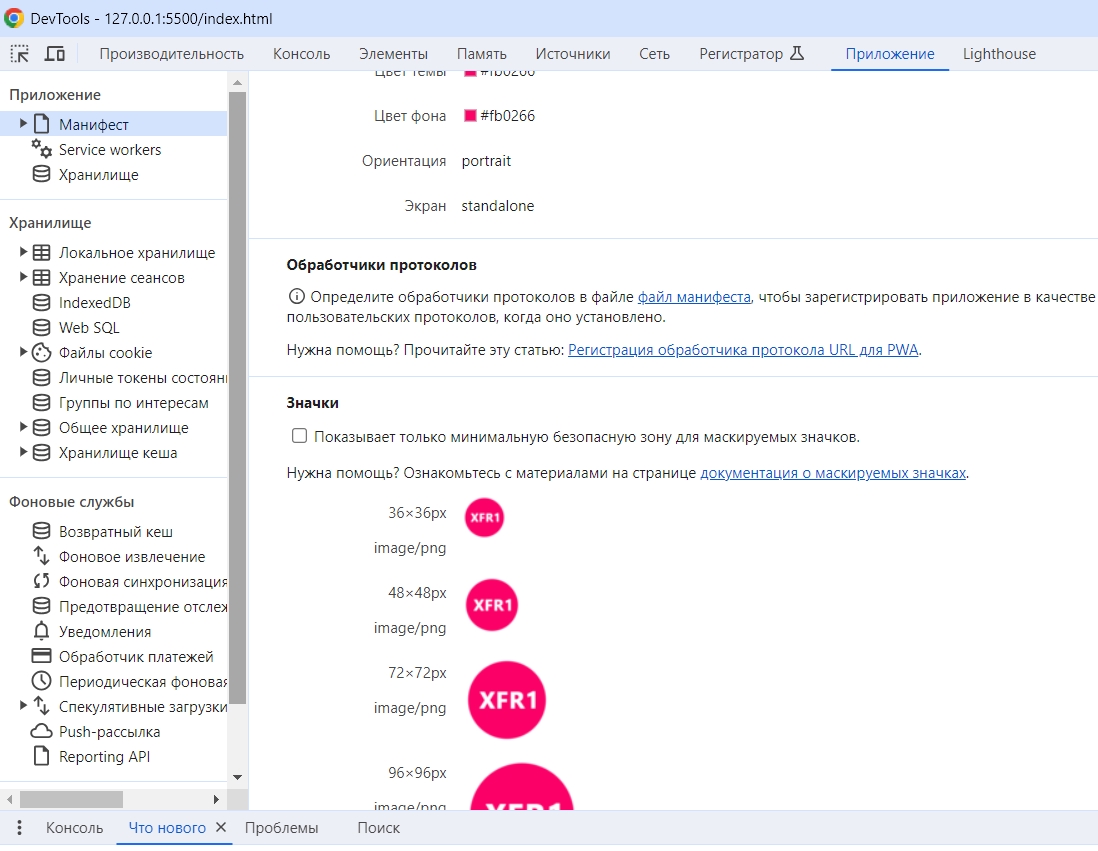 DevTools - 127.0.0.1:5500/index.html
Производительность Консоль Элементы Память Источники Сеть Регистратор Приложение Lighthouse
Приложение
Манифест
Service workers
Хранилище
Хранилище
Локальное хранилище
Хранение сеансов
IndexedDB
Web SQL
Файлы cookie
Личные токены состояни
Группы по интересам
Общее хранилище
Хранилище кеша
Фоновые службы
Возвратный кеш
Фоновое извлечение
Фоновая синхронизация
Предотвращение отслеж
Уведомления
Обработчик платежей
Периодическая фоновая
Спекулятивные загрузки
Push-рассылка
Reporting API
Цвет темы #fb0266
Цвет фона #fb0266
Ориентация portrait
Экран standalone
Обработчики протоколов
Определите обработчики протоколов в файле файл манифеста, чтобы зарегистрировать приложение в качестве
пользовательских протоколов, когда оно установлено.
Нужна помощь? Прочитайте эту статью: Регистрация обработчика протокола URL для PWA.
Значки
Показывает только минимальную безопасную зону для маскируемых значков.
Нужна помощь? Ознакомьтесь с материалами на странице документация о маскируемых значках.
36×36px XFR1
image/png
48×48px XFR1
image/png
72×72px XFR1
image/png
96×96px XFR1
image/png
Консоль Что нового Проблемы Поиск